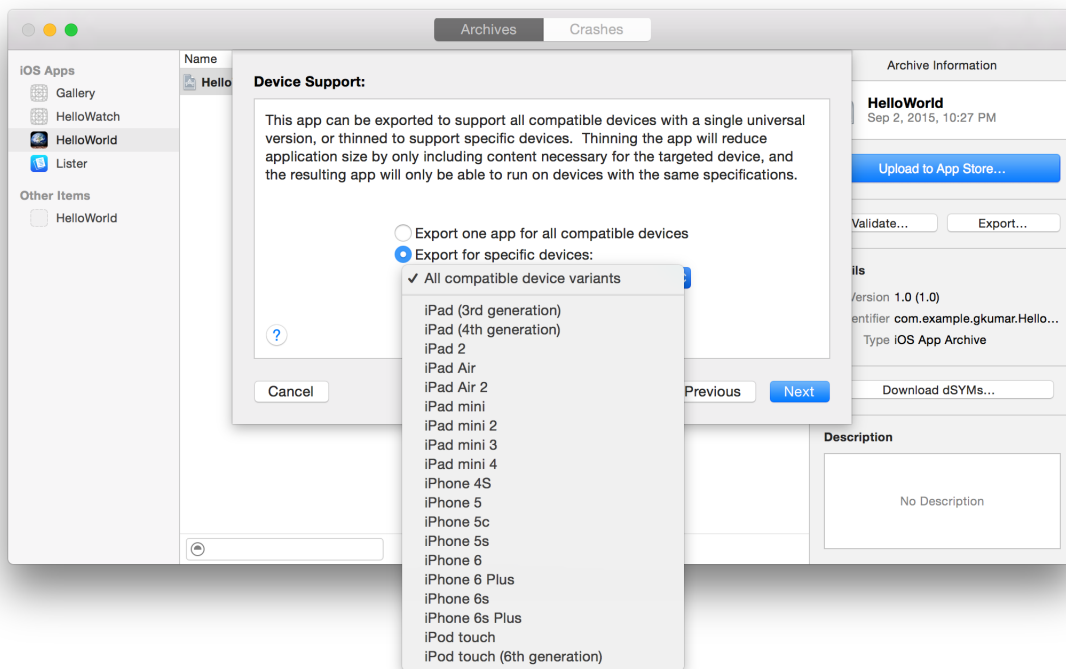 Archives
Crashes
iOS Apps
Gallery
HelloWatch
HelloWorld
Lister
Other Items
HelloWorld
Name
Hello
Device Support:
This app can be exported to support all compatible devices with a single universal
version, or thinned to support specific devices. Thinning the app will reduce
application size by only including content necessary for the targeted device, and
the resulting app will only be able to run on devices with the same specifications.
Export one app for all compatible devices
Export for specific devices:
✓ All compatible device variants
iPad (3rd generation)
iPad (4th generation)
iPad 2
iPad Air
iPad Air 2
iPad mini
iPad mini 2
iPad mini 3
iPad mini 4
iPhone 4S
iPhone 5
iPhone 5c
iPhone 5s
iPhone 6
iPhone 6 Plus
iPhone 6s
iPhone 6s Plus
iPod touch
iPod touch (6th generation)
?
Cancel
Previous
Next
Archive Information
HelloWorld
Sep 2, 2015, 10:27 PM
Upload to App Store...
Validate...
Export...
ils
Version 1.0 (1.0)
entifier com.example.gkumar.Hello...
Type iOS App Archive
Download dSYMs...
Description
No Description